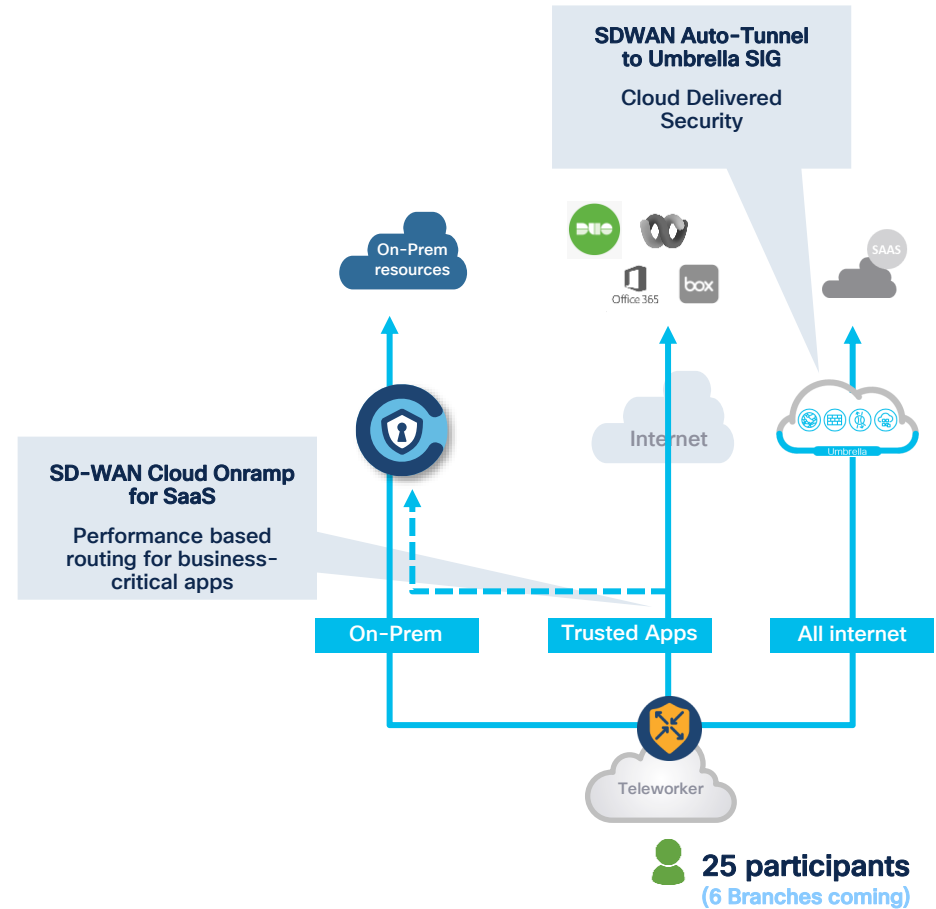 SDWAN Auto-Tunnel
to Umbrella SIG
Cloud Delivered
Security
On-Prem
resources
DUO
Office 365
box
SAAS
Internet
Umbrella
SD-WAN Cloud Onramp
for SaaS
Performance based
routing for business-
critical apps
On-Prem
Trusted Apps
All internet
Teleworker
25 participants
(6 Branches coming)